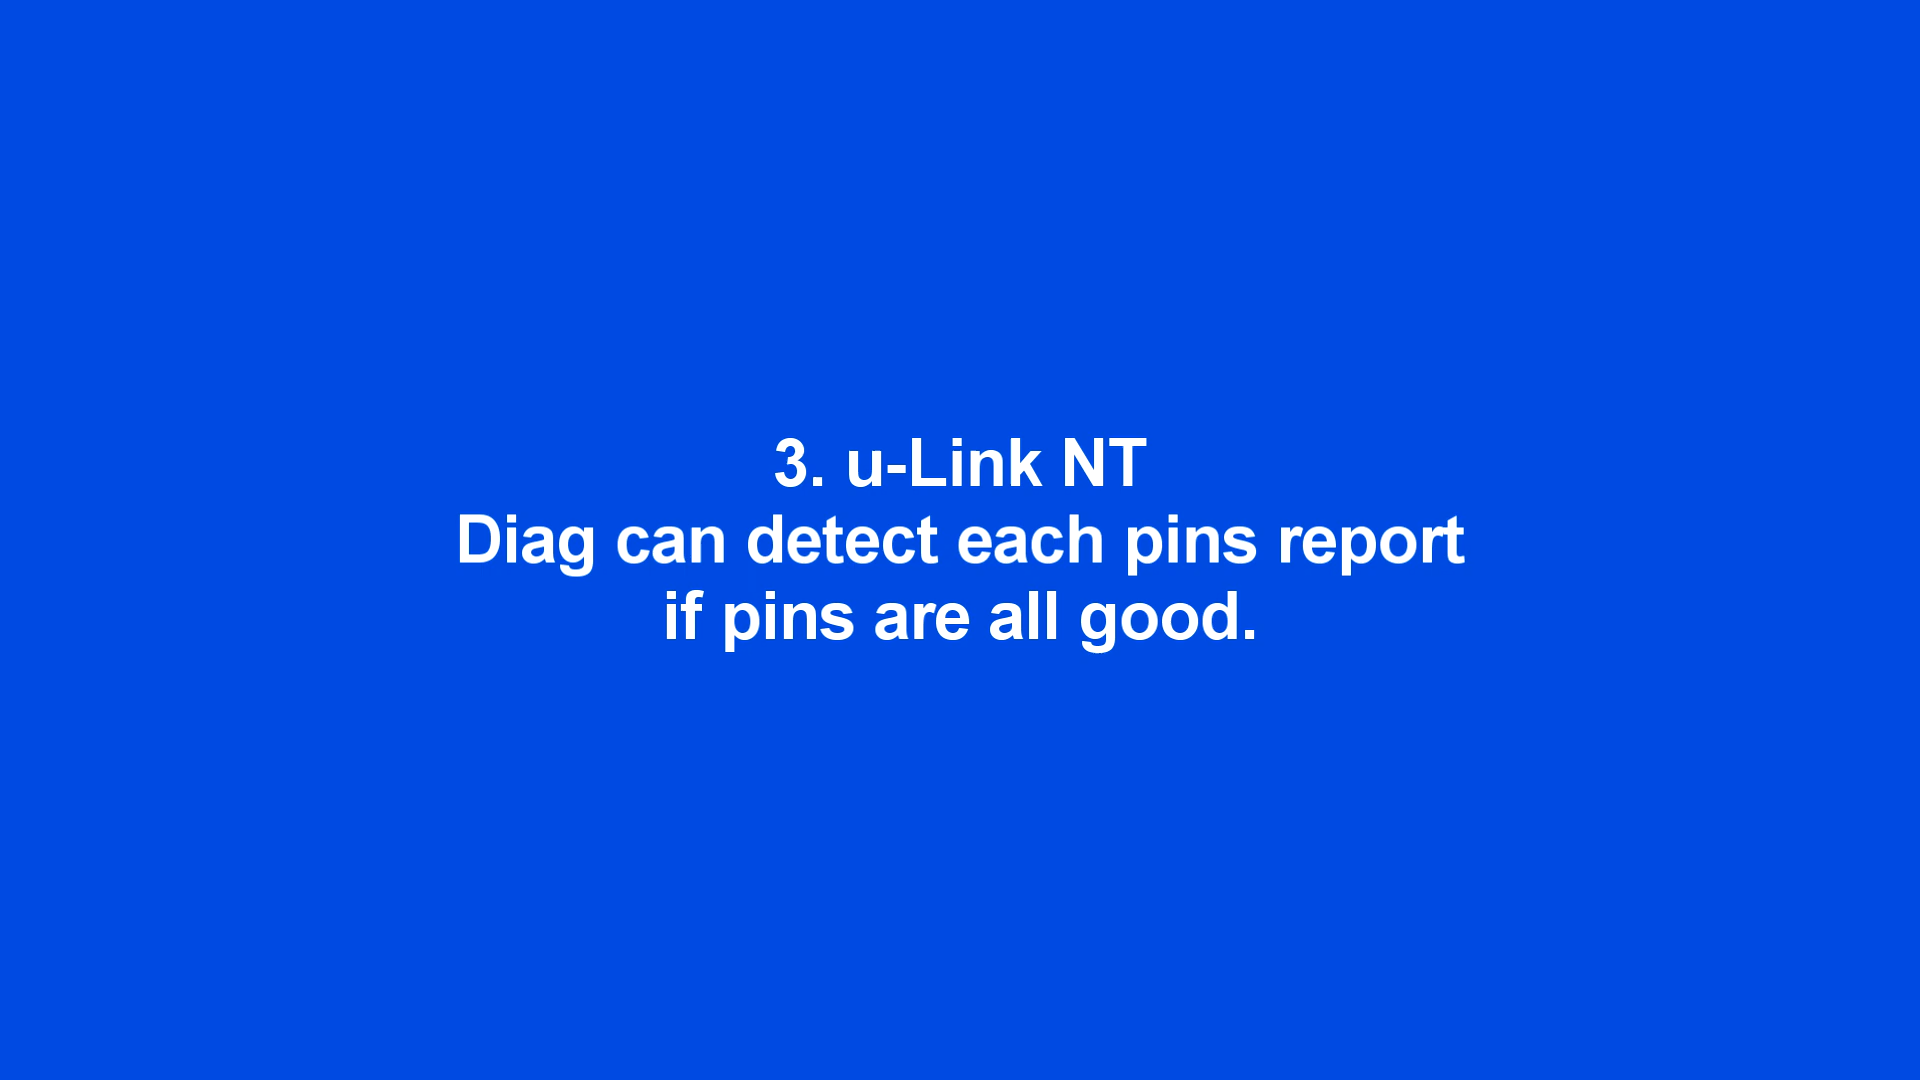 3. u-Link NT
Diag can detect each pins report
if pins are all good.